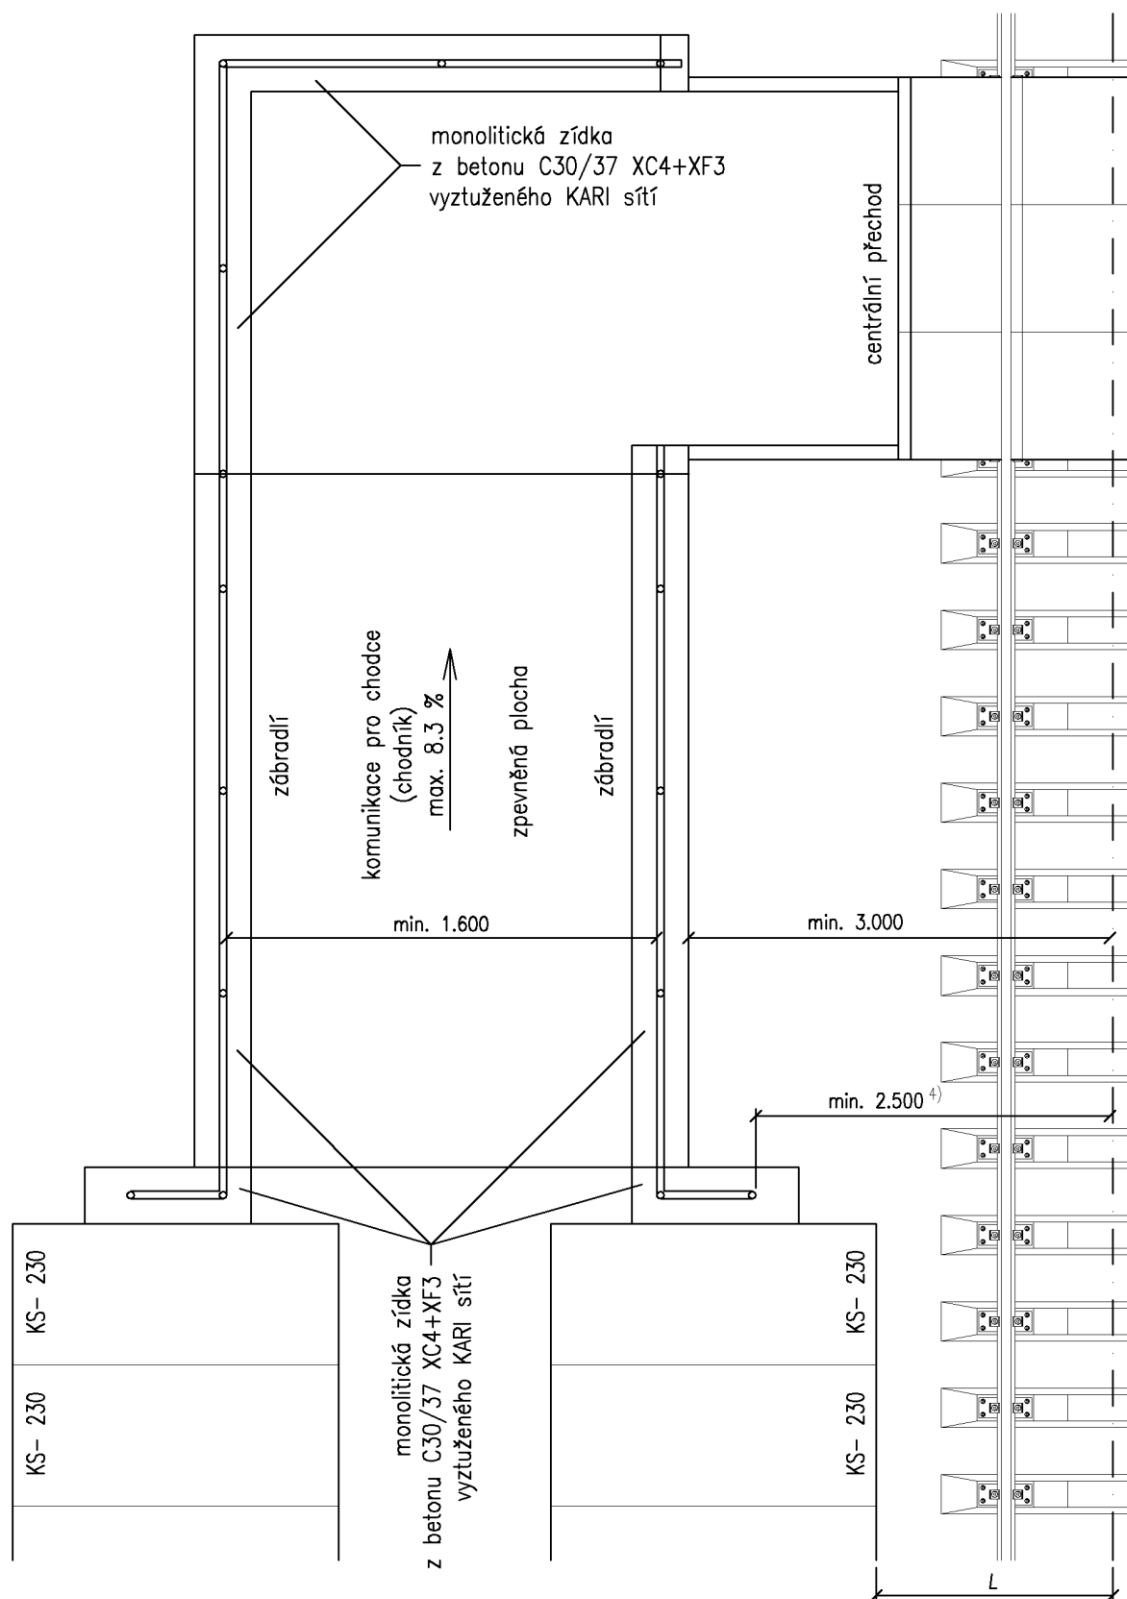 monolitická zídka
z betonu C30/37 XC4+XF3
vyztuženého KARI sítí
centrální přechod
zábradlí
komunikace pro chodce
(chodník)
max. 8.3 %
zpevněná plocha
zábradlí
min. 1.600
min. 3.000
min. 2.500 4)
KS- 230
KS- 230
KS- 230
KS- 230
monolitická zídka
z betonu C30/37 XC4+XF3
vyztuženého KARI sítí
L